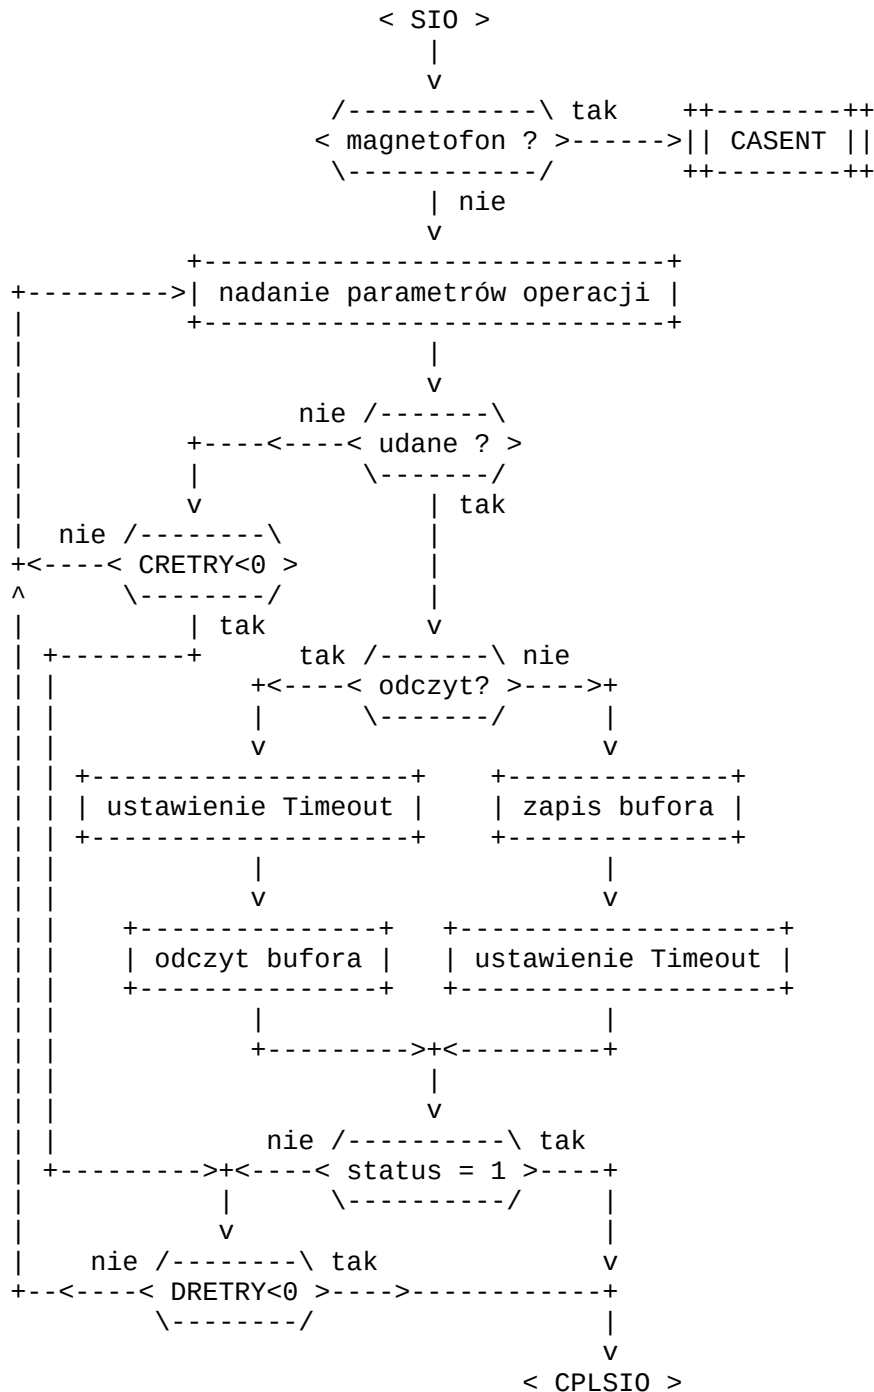 < SIO >
magnetofon ? tak CASENT
nie
nadanie parametrów operacji
nie
udane ?
tak
nie
CRETRY<0
tak
tak nie
odczyt?
ustawienie Timeout zapis bufora
odczyt bufora ustawienie Timeout
nie tak
status = 1
nie tak
DRETRY<0
< CPLSIO >